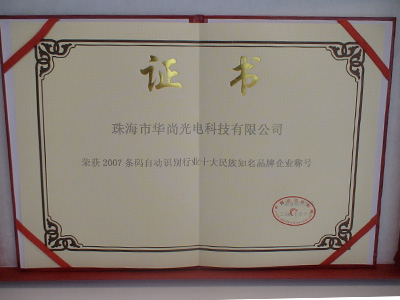 证书
珠海市华尚光电科技有限公司
荣获2007条码自动识别行业十大民族知名品牌企业称号